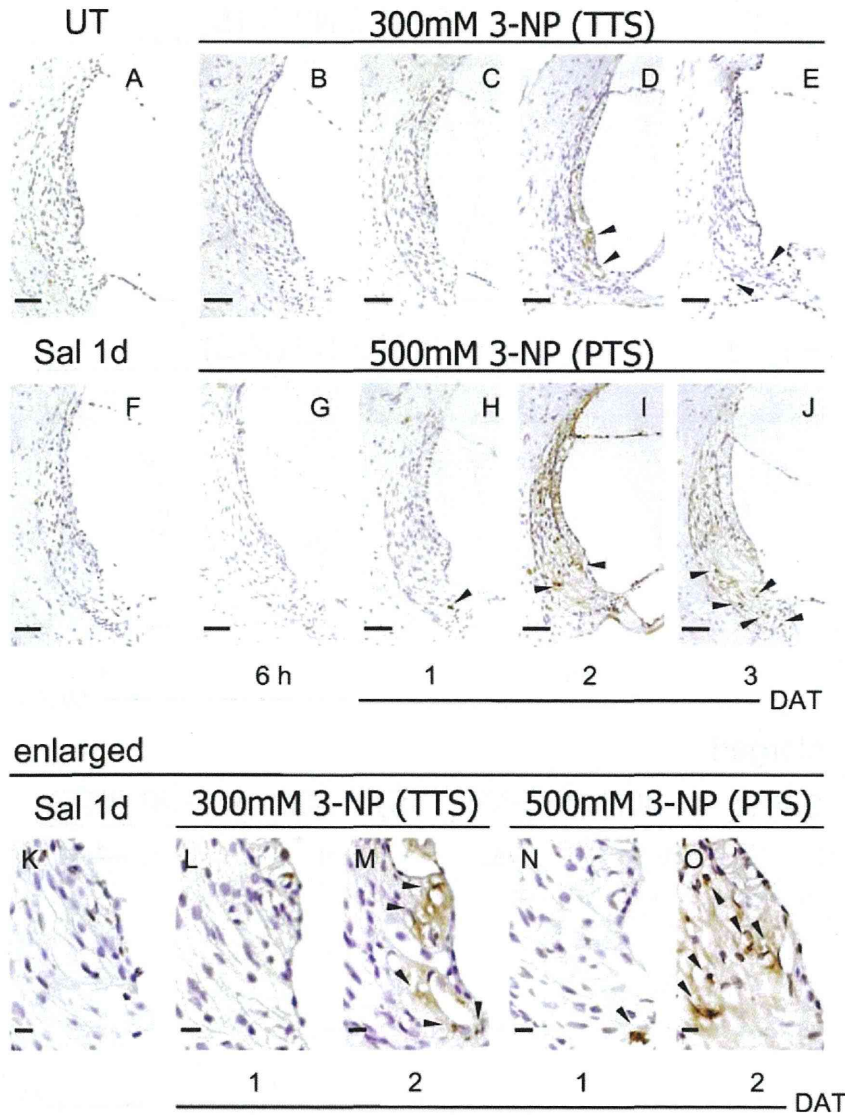 UT
300mM 3-NP (TTS)
A
B
C
D
E
Sal 1d
500mM 3-NP (PTS)
F
G
H
I
J
6 h
1
2
3
DAT
enlarged
Sal 1d
300mM 3-NP (TTS)
500mM 3-NP (PTS)
K
L
M
N
O
1
2
1
2
DAT